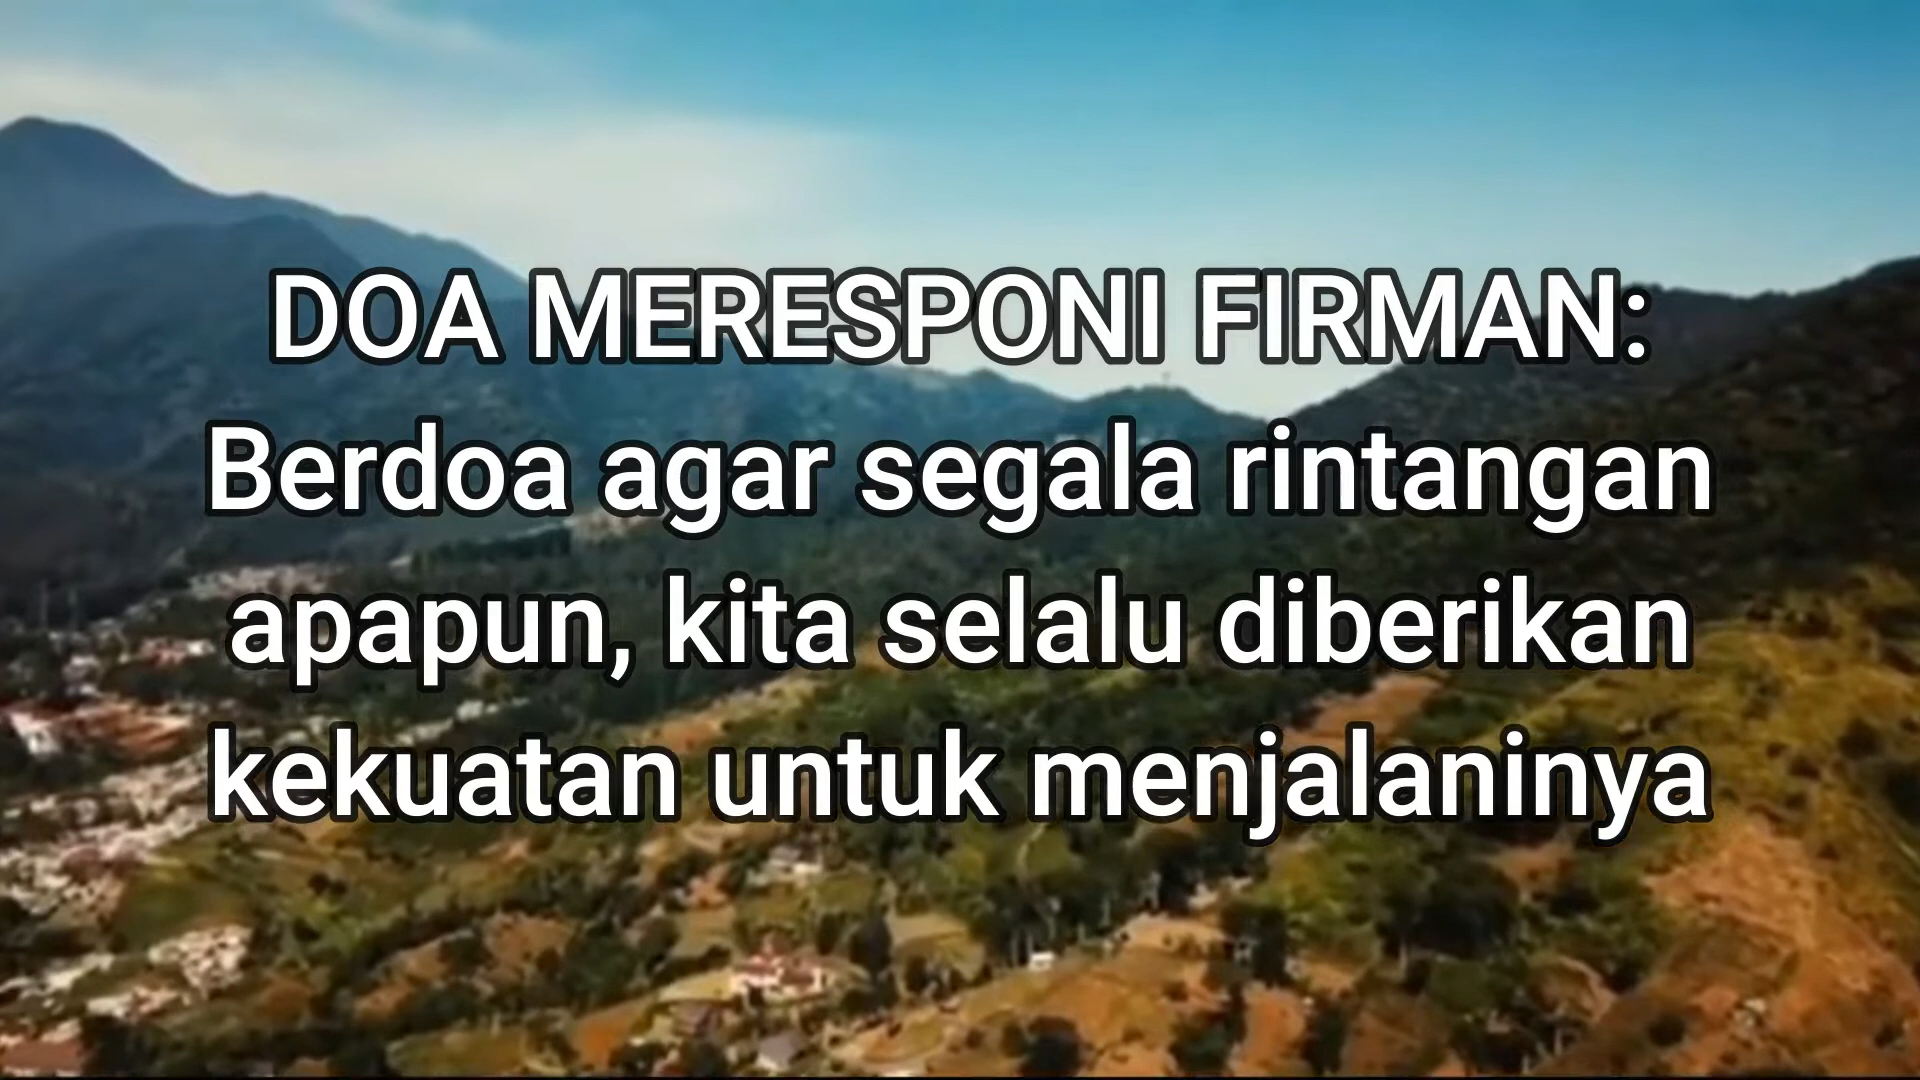 DOA MERESPONI FIRMAN:
Berdoa agar segala rintangan
apapun, kita selalu diberikan
kekuatan untuk menjalaninya